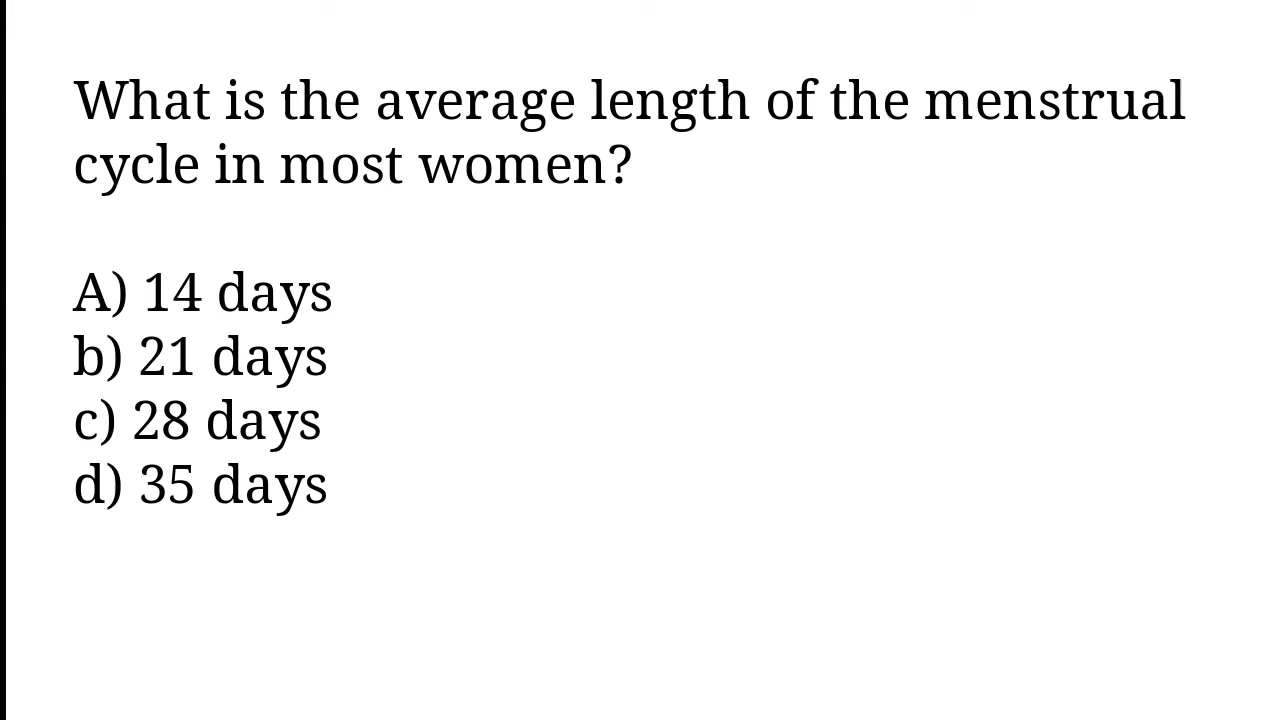 What is the average length of the menstrual
cycle in most women?
A) 14 days
b) 21 days
c) 28 days
d) 35 days